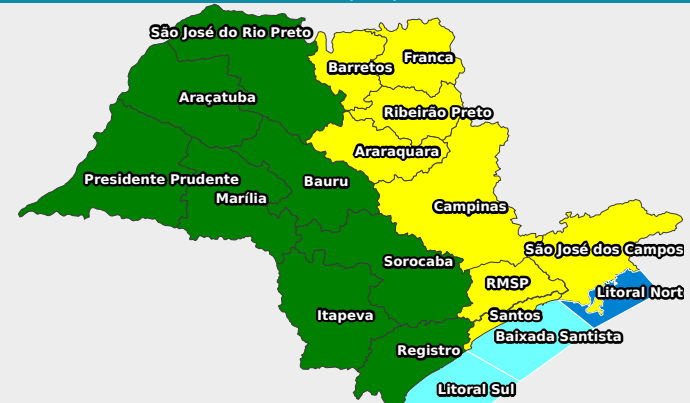 São José do Rio Preto
Franca
Barretos
Araçatuba
Ribeirão Preto
Araraquara
Presidente Prudente
Bauru
Marília
Campinas
São José dos Campos
Sorocaba
RMSP
Litoral Nort
Itapeva
Santos
Baixada Santista
Registro
Litoral Sul